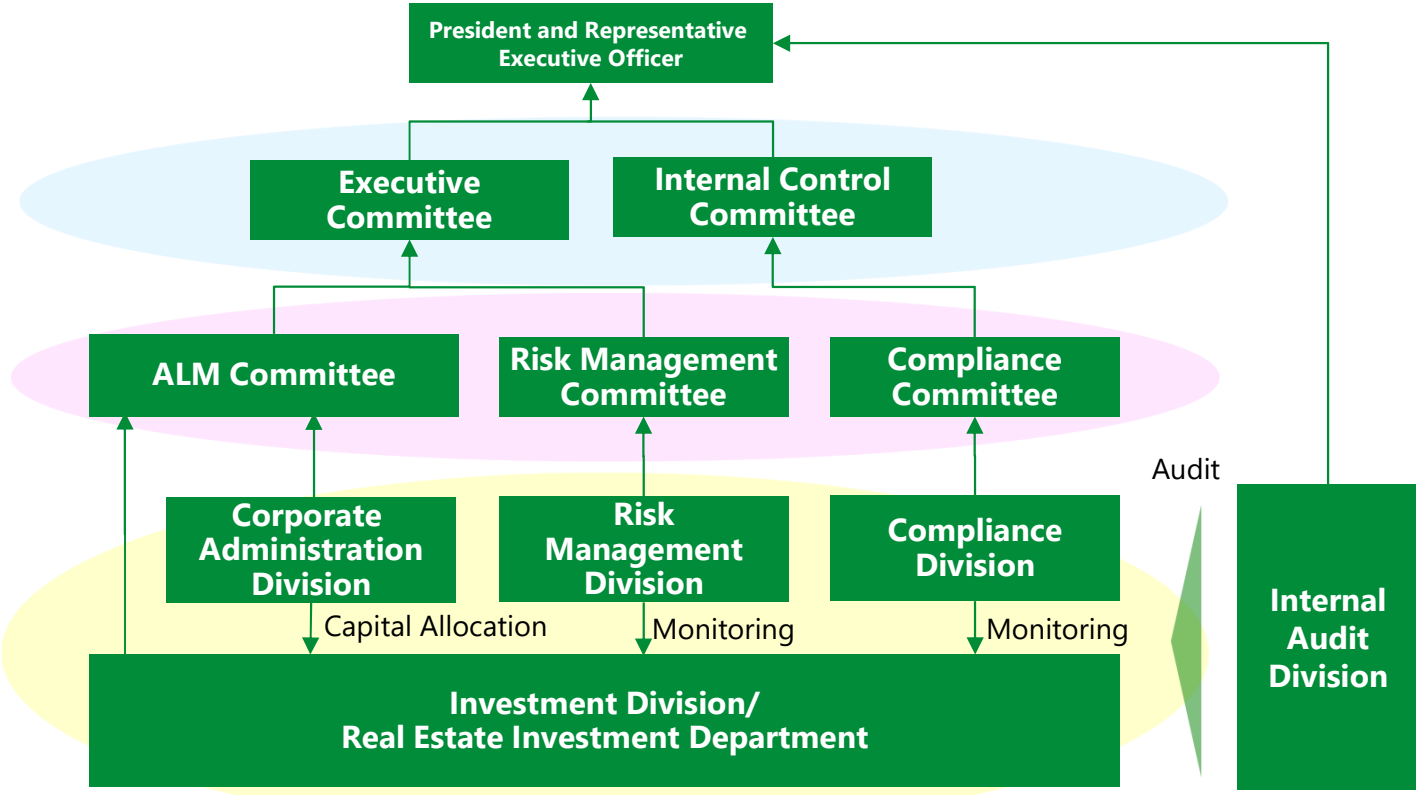 President and Representative
Executive Officer
Executive
Committee
Internal Control
Committee
ALM Committee
Risk Management
Committee
Compliance
Committee
Audit
Corporate
Administration
Division
Risk
Management
Division
Compliance
Division
Internal
Audit
Division
Capital Allocation
Monitoring
Monitoring
Investment Division/
Real Estate Investment Department